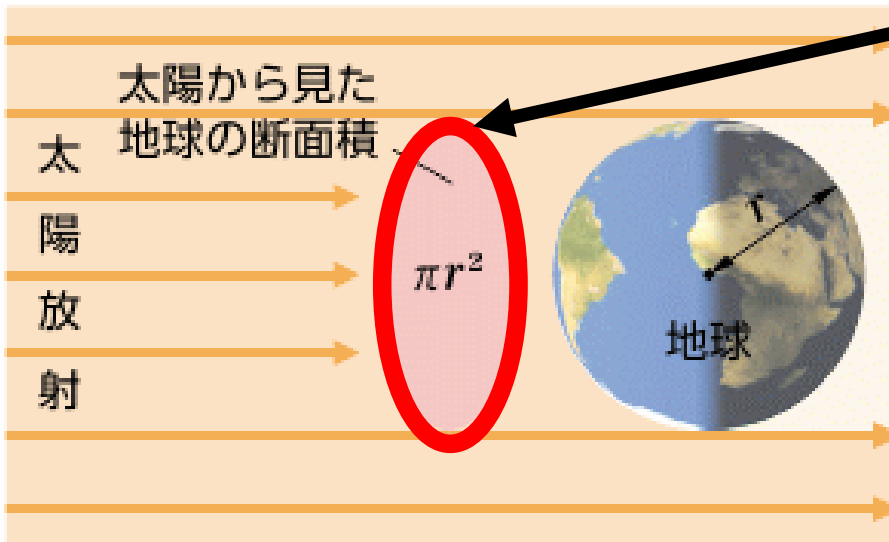 太陽から見た
地球の断面積
太陽放射
πr²
r
地球